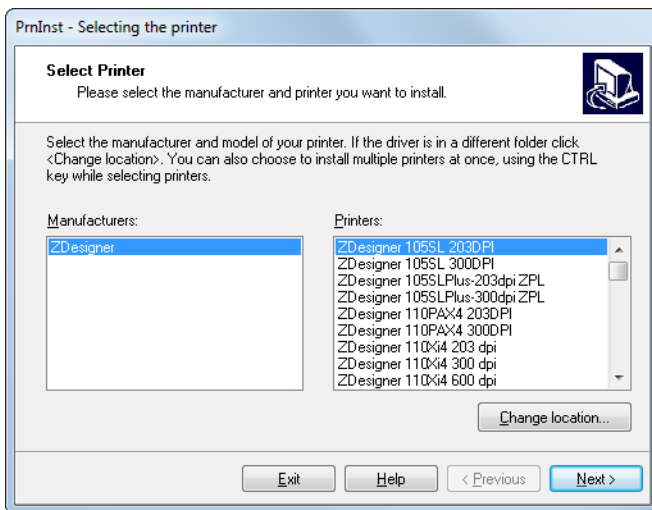 PrnInst - Selecting the printer
Select Printer
Please select the manufacturer and printer you want to install.
Select the manufacturer and model of your printer. If the driver is in a different folder click
<Change location>. You can also choose to install multiple printers at once, using the CTRL
key while selecting printers.
Manufacturers:
ZDesigner
Printers:
ZDesigner 105SL 203DPI
ZDesigner 105SL 300DPI
ZDesigner 105SLPlus-203dpi ZPL
ZDesigner 105SLPlus-300dpi ZPL
ZDesigner 110PAX4 203DPI
ZDesigner 110PAX4 300DPI
ZDesigner 110Xi4 203 dpi
ZDesigner 110Xi4 300 dpi
ZDesigner 110Xi4 600 dpi
Change location...
Exit
Help
< Previous
Next >